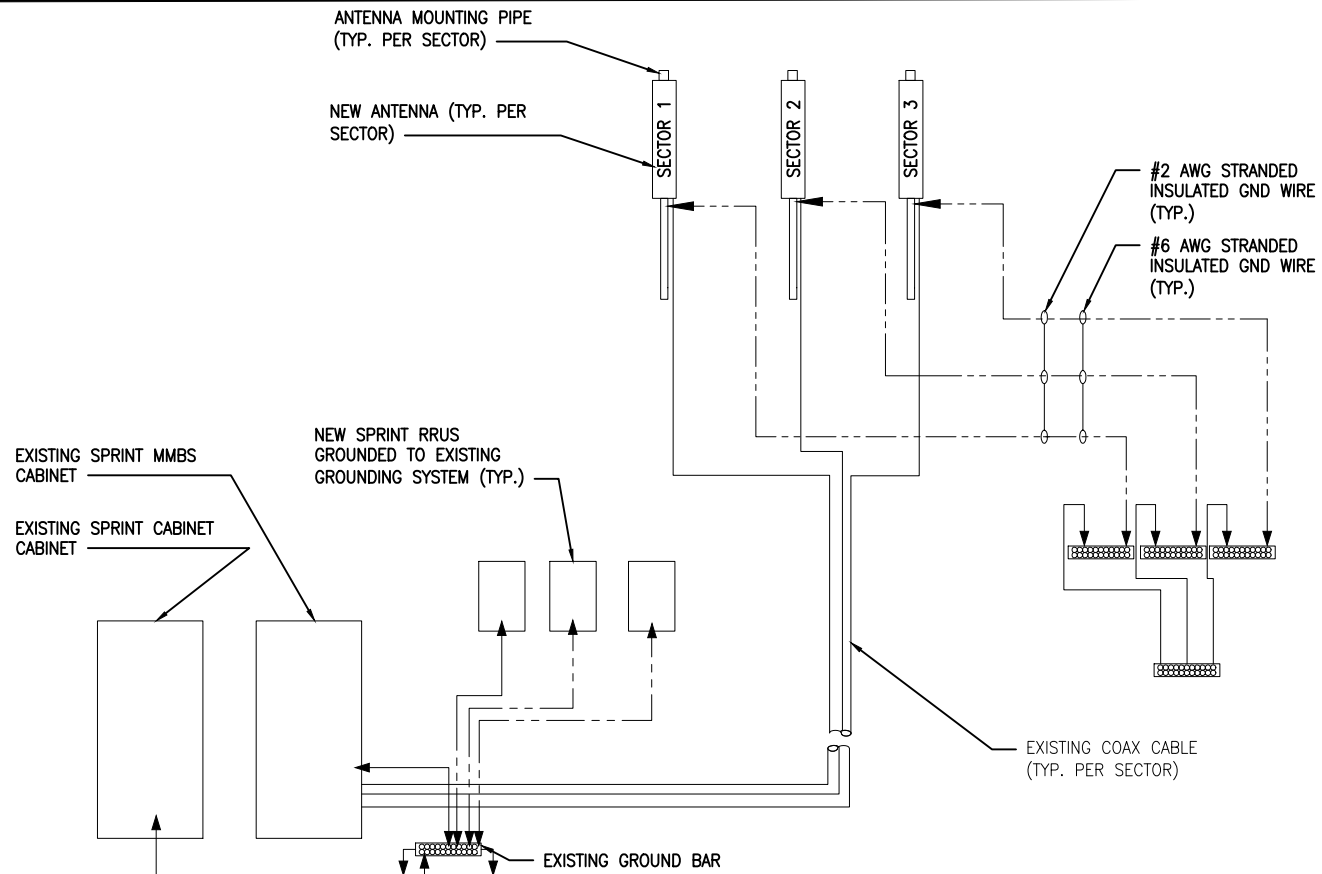 ANTENNA MOUNTING PIPE
(TYP. PER SECTOR)
NEW ANTENNA (TYP. PER
SECTOR)
SECTOR 1
SECTOR 2
SECTOR 3
#2 AWG STRANDED
INSULATED GND WIRE
(TYP.)
#6 AWG STRANDED
INSULATED GND WIRE
(TYP.)
NEW SPRINT RRUS
GROUNDED TO EXISTING
GROUNDING SYSTEM (TYP.)
EXISTING SPRINT MMBS
CABINET
EXISTING SPRINT CABINET
CABINET
EXISTING COAX CABLE
(TYP. PER SECTOR)
EXISTING GROUND BAR